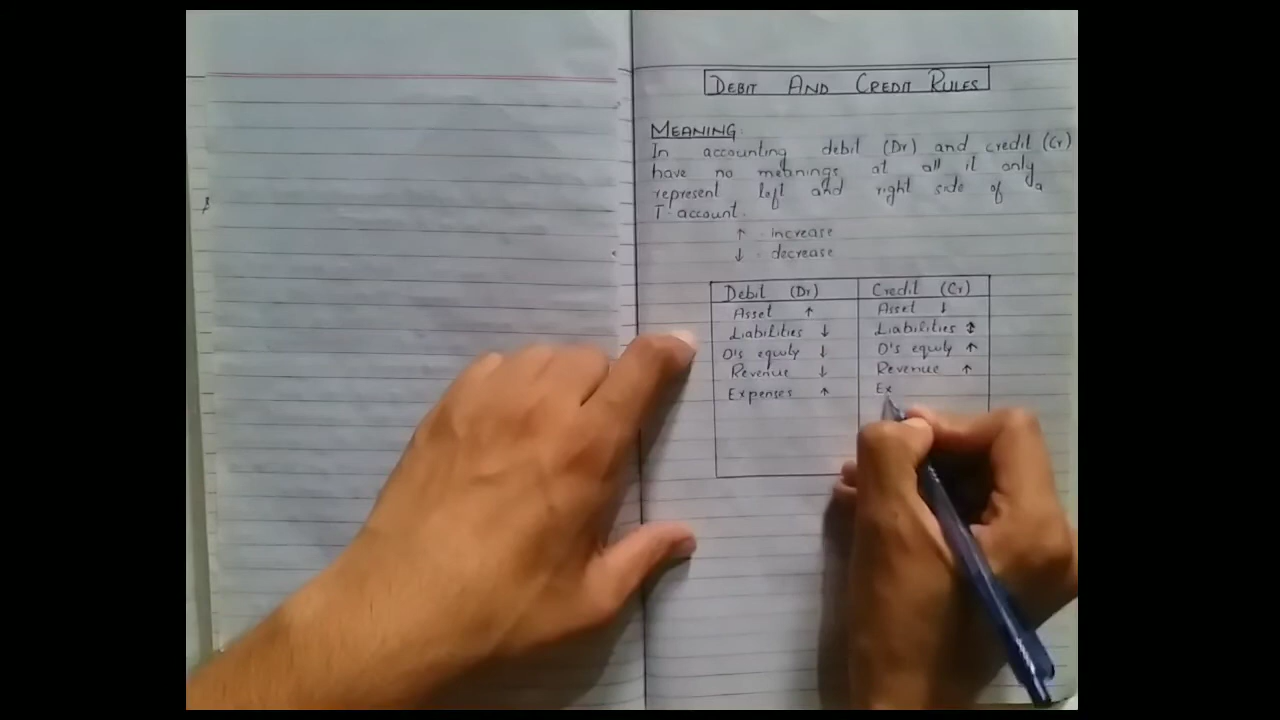 DEBIT AND CREDIT RULES
MEANING
In accounting debit (Dr) and credit (Cr)
have no meanings at all it only
represent left and right side of a
T. account.
↑ . increase
↓ . decrease
Debit (Dr) Credit (Cr)
Asset ↑ Asset ↓
Liabilities ↓ Liabilities ↕
O's equity ↓ O's equity ↑
Revenue ↓ Revenue ↑
Expenses ↑ Ex